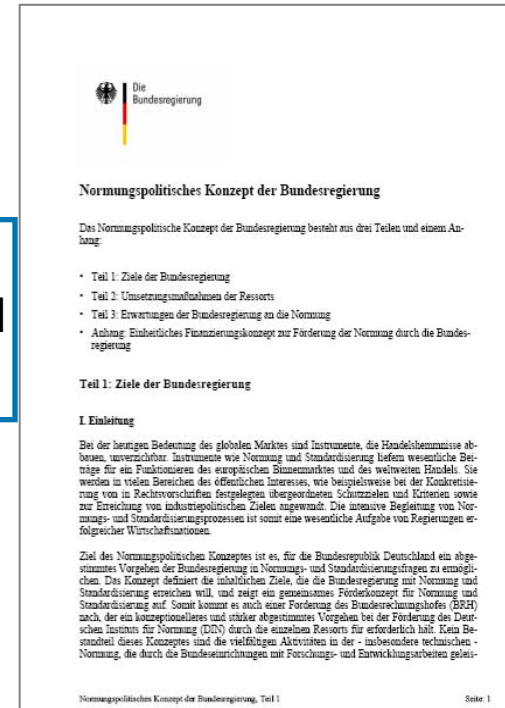 Die
Bundesregierung
Normungspolitisches Konzept der Bundesregierung
Das Normungspolitische Konzept der Bundesregierung besteht aus drei Teilen und einem An-
hang:
• Teil 1: Ziele der Bundesregierung
• Teil 2: Umsetzungsmaßnahmen der Ressorts
• Teil 3: Erwartungen der Bundesregierung an die Normung
• Anhang: Einheitliches Finanzierungskonzept zur Förderung der Normung durch die Bundes-
regierung
Teil 1: Ziele der Bundesregierung
I. Einleitung
Bei der heutigen Bedeutung des globalen Marktes sind Instrumente, die Handelshemmnisse ab-
bauen, unverzichtbar. Instrumente wie Normung und Standardisierung liefern wesentliche Bei-
träge für ein Funktionieren des europäischen Binnenmarktes und des weltweiten Handels. Sie
werden in vielen Bereichen des öffentlichen Interesses, wie beispielsweise bei der Konkretisie-
rung von in Rechtsvorschriften festgelegten übergeordneten Schutzzielen und Kriterien sowie
zur Erreichung von industriepolitischen Zielen angewandt. Die intensive Begleitung von Nor-
mungs- und Standardisierungsprozessen ist somit eine wesentliche Aufgabe von Regierungen er-
folgreicher Wirtschaftsnationen.
Ziel des Normungspolitischen Konzeptes ist es, für die Bundesrepublik Deutschland ein abge-
stimmtes Vorgehen der Bundesregierung in Normungs- und Standardisierungsfragen zu ermögli-
chen. Das Konzept definiert die inhaltlichen Ziele, die die Bundesregierung mit Normung und
Standardisierung erreichen will, und zeigt ein gemeinsames Förderkonzept für Normung und
Standardisierung auf. Somit kommt es auch einer Forderung des Bundesrechnungshofes (BRH)
nach, der ein konzeptionelleres und stärker abgestimmtes Vorgehen bei der Förderung des Deut-
schen Instituts für Normung (DIN) durch die einzelnen Ressorts für erforderlich hält. Kein Be-
standteil dieses Konzeptes sind die vielfältigen Aktivitäten in der - insbesondere technischen -
Normung, die durch die Bundeseinrichtungen mit Forschungs- und Entwicklungsarbeiten geleis-
Normungspolitisches Konzept der Bundesregierung, Teil 1 Seite: 1